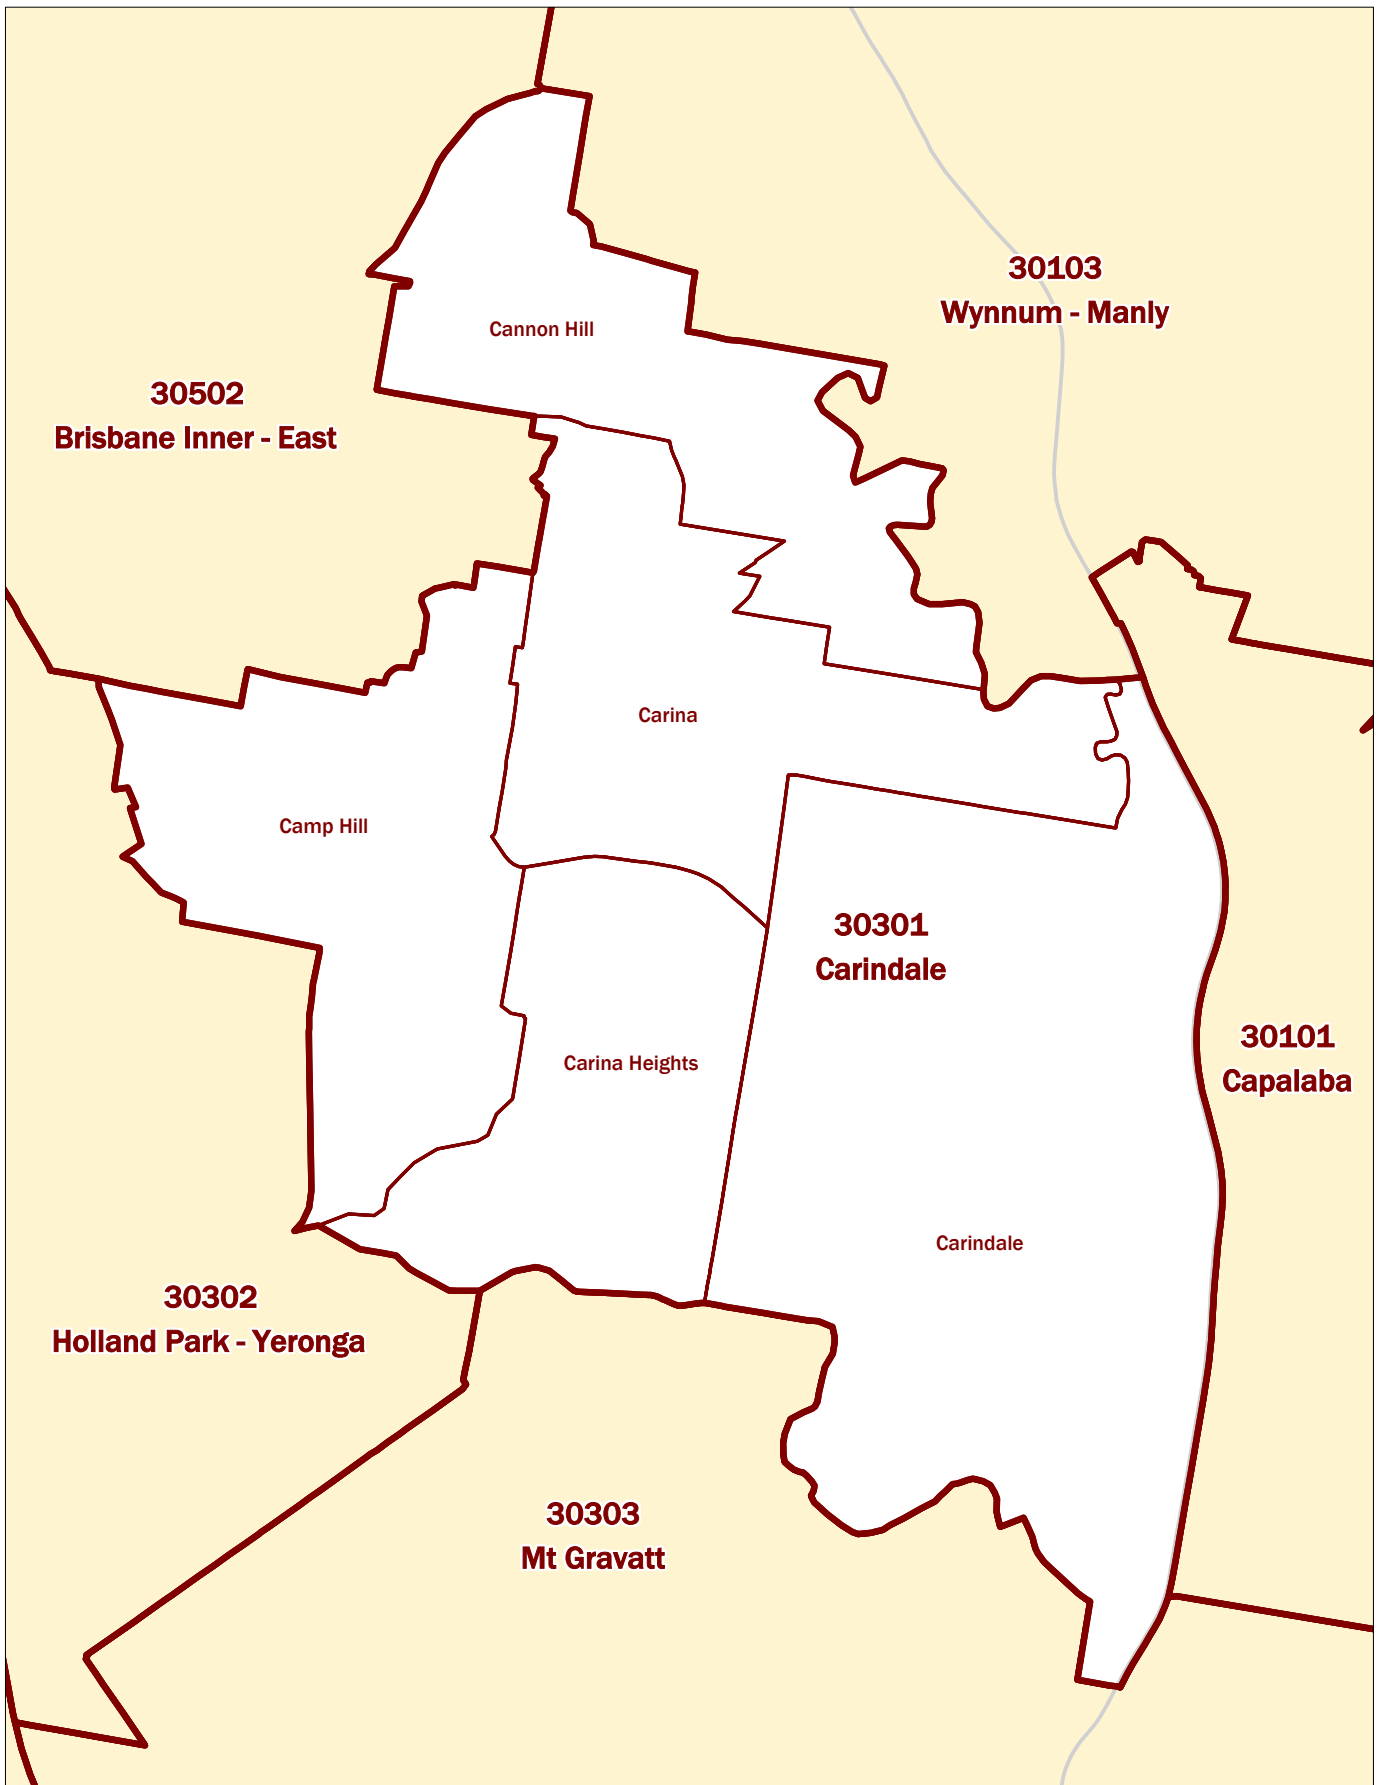 30103
Wynnum - Manly
Cannon Hill
30502
Brisbane Inner - East
Carina
Camp Hill
30301
Carindale
30101
Capalaba
Carina Heights
Carindale
30302
Holland Park - Yeronga
30303
Mt Gravatt